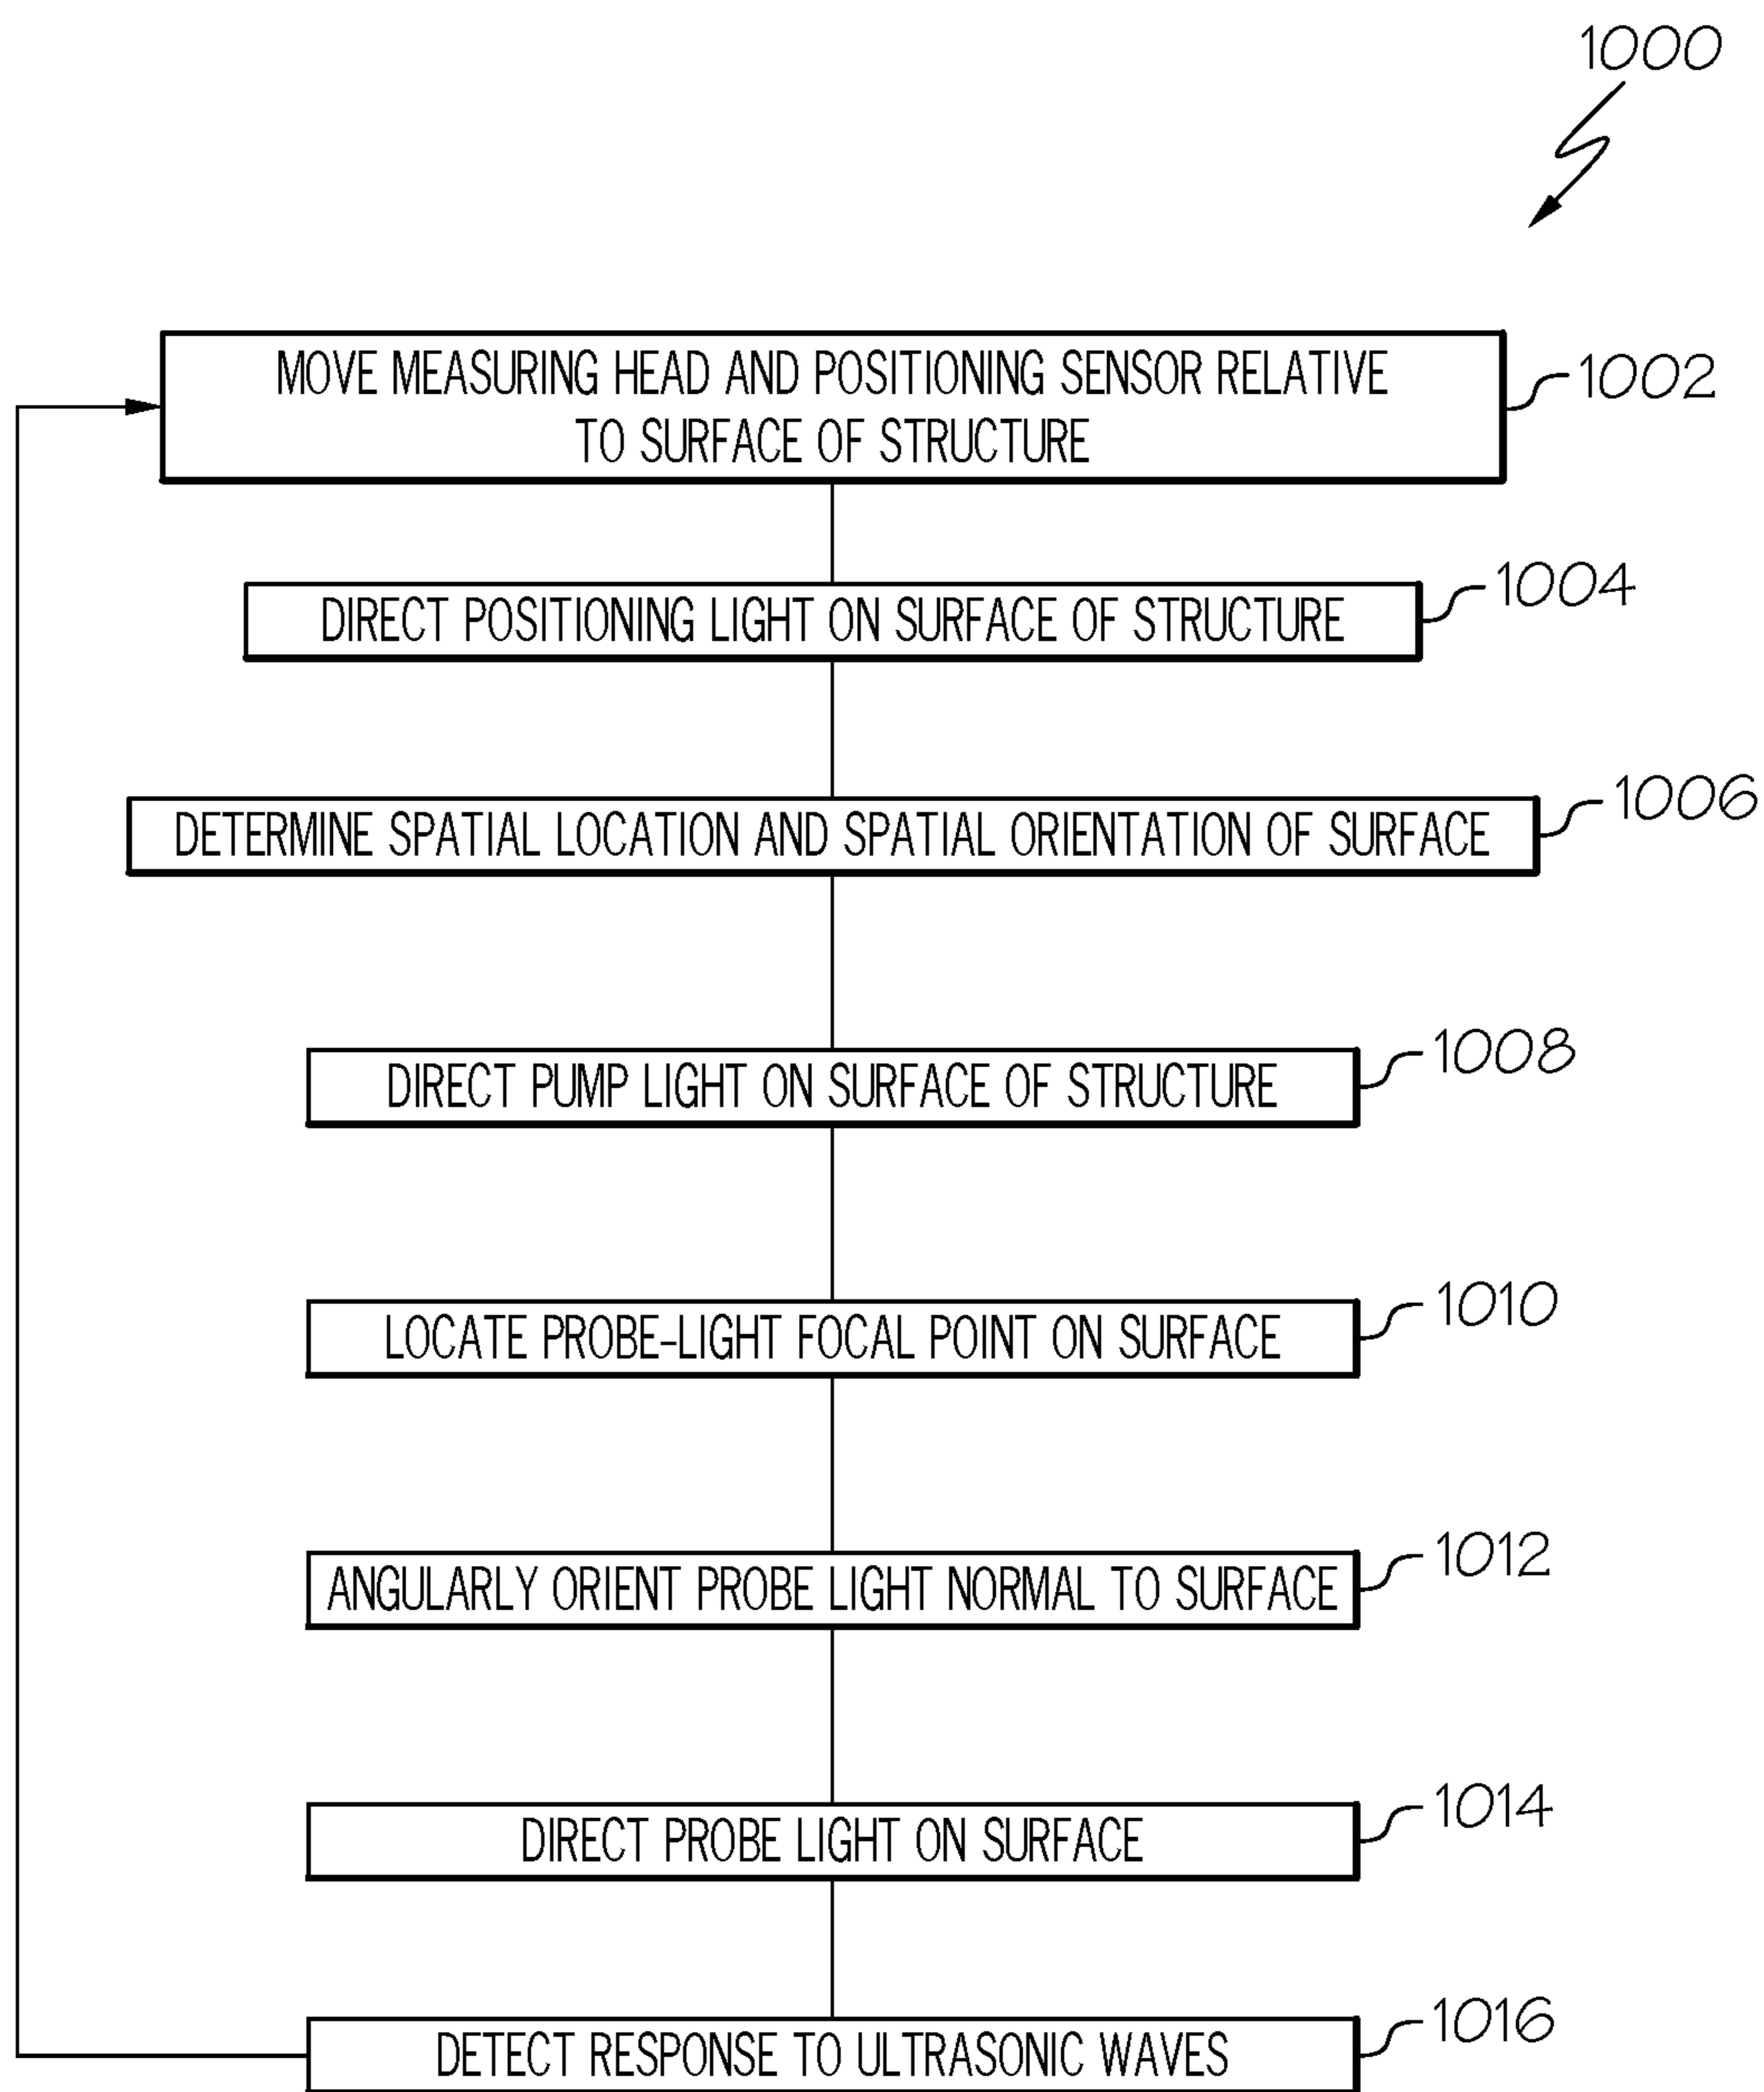 1000
MOVE MEASURING HEAD AND POSITIONING SENSOR RELATIVE
TO SURFACE OF STRUCTURE
1002
DIRECT POSITIONING LIGHT ON SURFACE OF STRUCTURE
1004
DETERMINE SPATIAL LOCATION AND SPATIAL ORIENTATION OF SURFACE
1006
DIRECT PUMP LIGHT ON SURFACE OF STRUCTURE
1008
LOCATE PROBE-LIGHT FOCAL POINT ON SURFACE
1010
ANGULARLY ORIENT PROBE LIGHT NORMAL TO SURFACE
1012
DIRECT PROBE LIGHT ON SURFACE
1014
DETECT RESPONSE TO ULTRASONIC WAVES
1016